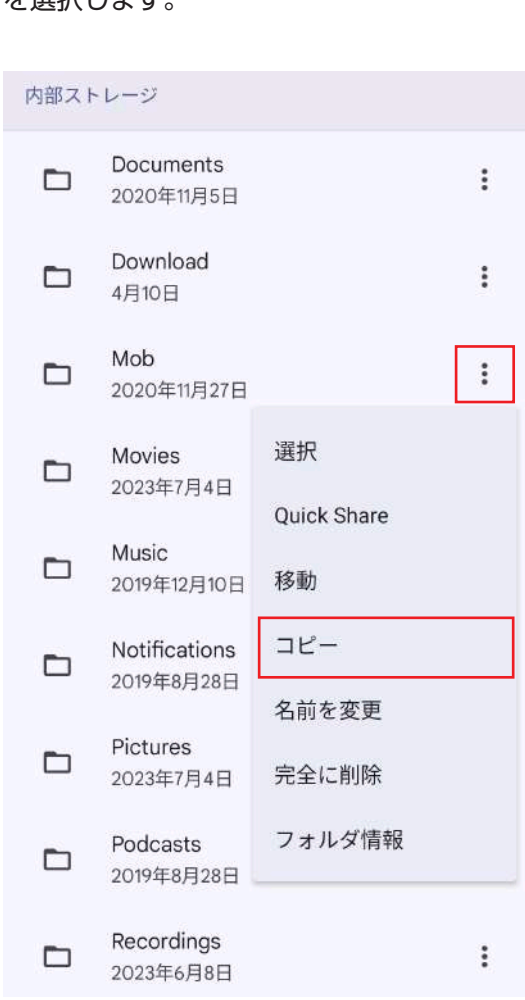 を選択します。
内部ストレージ
Documents
2020年11月5日
Download
4月10日
Mob
2020年11月27日
Movies
2023年7月4日
Music
2019年12月10日
Notifications
2019年8月28日
Pictures
2023年7月4日
Podcasts
2019年8月28日
Recordings
2023年6月8日
選択
Quick Share
移動
コピー
名前を変更
完全に削除
フォルダ情報